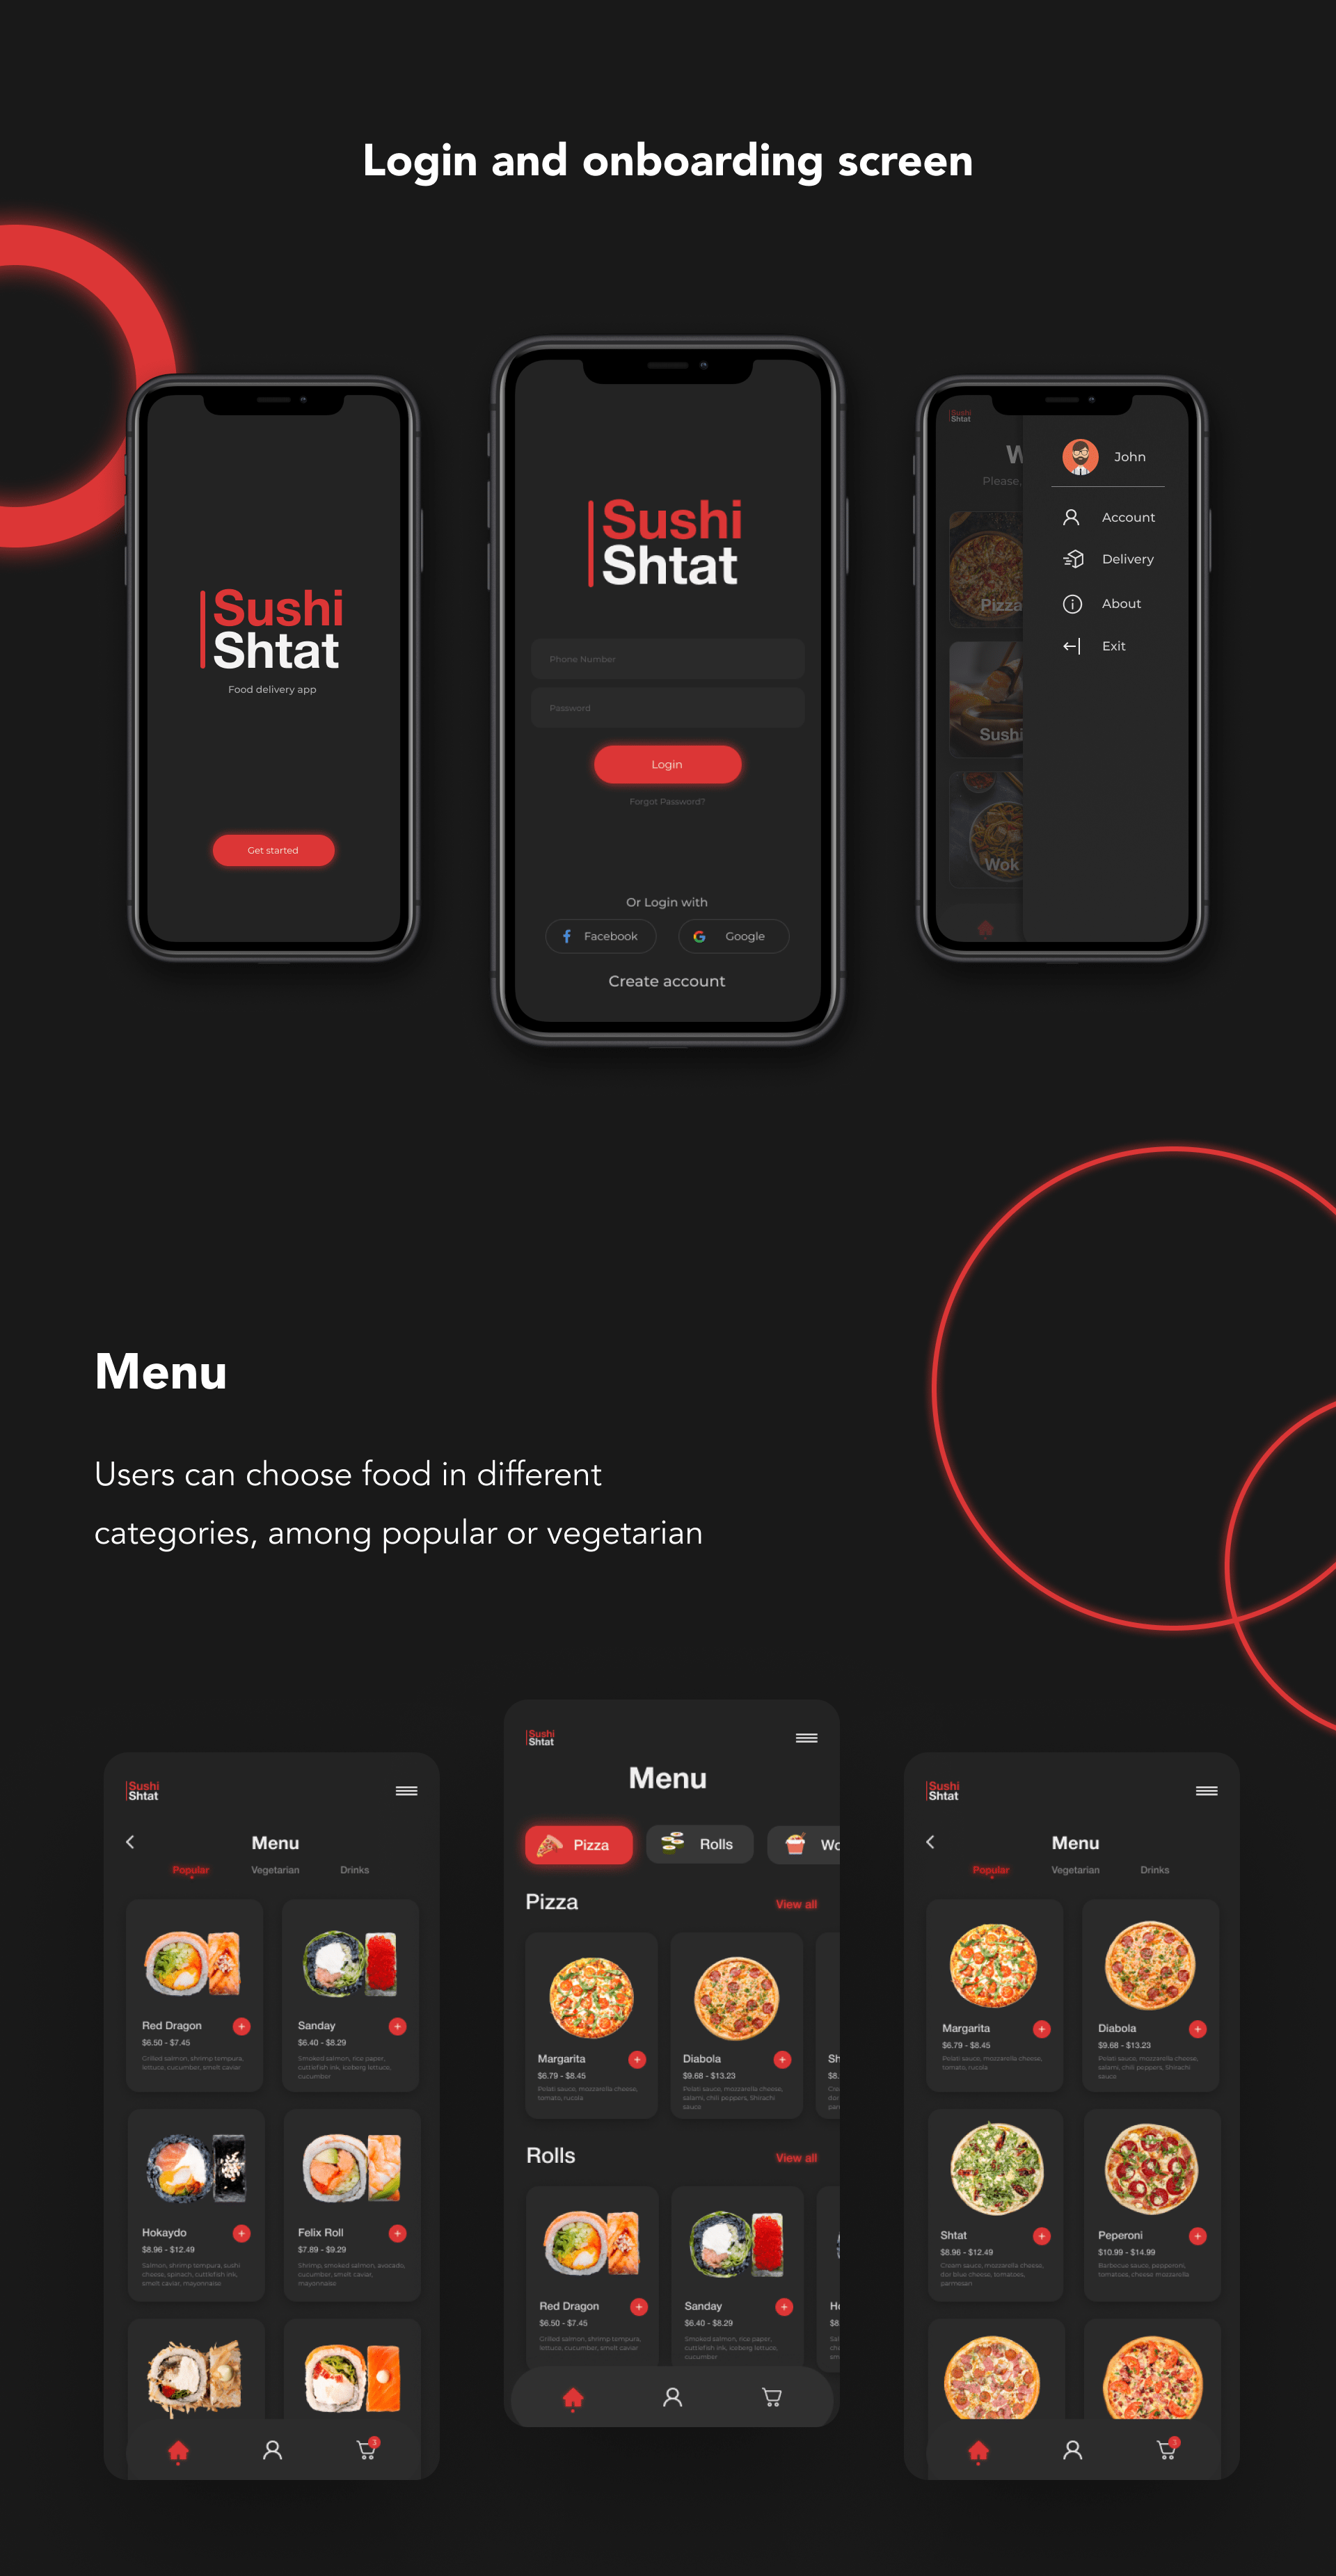 Login and onboarding screen
Sushi
Shtat
Food delivery app
Get started
Sushi
Shtat
Phone Number
Password
Login
Forgot Password?
Or Login with
Facebook
Google
Create account
Sushi
Shtat
W
Please,
Pizza
Sushi
Wok
John
Account
Delivery
About
Exit
Menu
Users can choose food in different
categories, among popular or vegetarian
Sushi
Shtat
Menu
Popular Vegetarian Drinks
Red Dragon
$6.50 - $7.45
Grilled salmon, shrimp tempura,
lettuce, cucumber, smelt caviar
Sanday
$6.40 - $8.29
Smoked salmon, rice paper,
cuttlefish ink, iceberg lettuce,
cucumber
Hokaydo
$8.96 - $12.49
Salmon, shrimp tempura, sushi
cheese, spinach, cuttlefish ink,
smelt caviar, mayonnaise
Felix Roll
$7.89 - $9.29
Shrimp, smoked salmon, avocado,
cucumber, smelt caviar,
mayonnaise
3
Sushi
Shtat
Menu
Pizza Rolls Wo
Pizza View all
Margarita
$6.79 - $8.45
Pelati sauce, mozzarella cheese,
tomato, rucola
Diabola
$9.68 - $13.23
Pelati sauce, mozzarella cheese,
salami, chili peppers, Shirachi
sauce
Sh
$8.
Rolls View all
Red Dragon
$6.50 - $7.45
Grilled salmon, shrimp tempura,
lettuce, cucumber, smelt caviar
Sanday
$6.40 - $8.29
Smoked salmon, rice paper,
cuttlefish ink, iceberg lettuce,
cucumber
$8
Sushi
Shtat
Menu
Popular Vegetarian Drinks
Margarita
$6.79 - $8.45
Pelati sauce, mozzarella cheese,
tomato, rucola
Diabola
$9.68 - $13.23
Pelati sauce, mozzarella cheese,
salami, chili peppers, Shirachi
sauce
Shtat
$8.96 - $12.49
Cream sauce, mozzarella cheese,
dor blue cheese, tomatoes,
parmesan
Peperoni
$10.99 - $14.99
Barbecue sauce, pepperoni,
tomatoes, cheese mozzarella
3